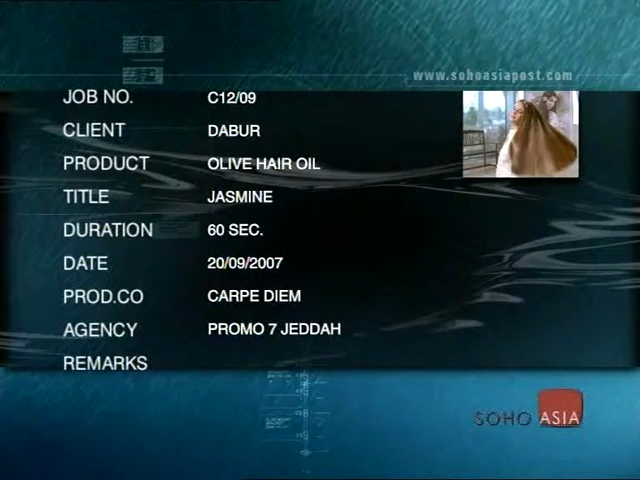 www.sohoasiapost.com
JOB NO. C12/09
CLIENT DABUR
PRODUCT OLIVE HAIR OIL
TITLE JASMINE
DURATION 60 SEC.
DATE 20/09/2007
PROD.CO CARPE DIEM
AGENCY PROMO 7 JEDDAH
REMARKS
SOHO ASIA